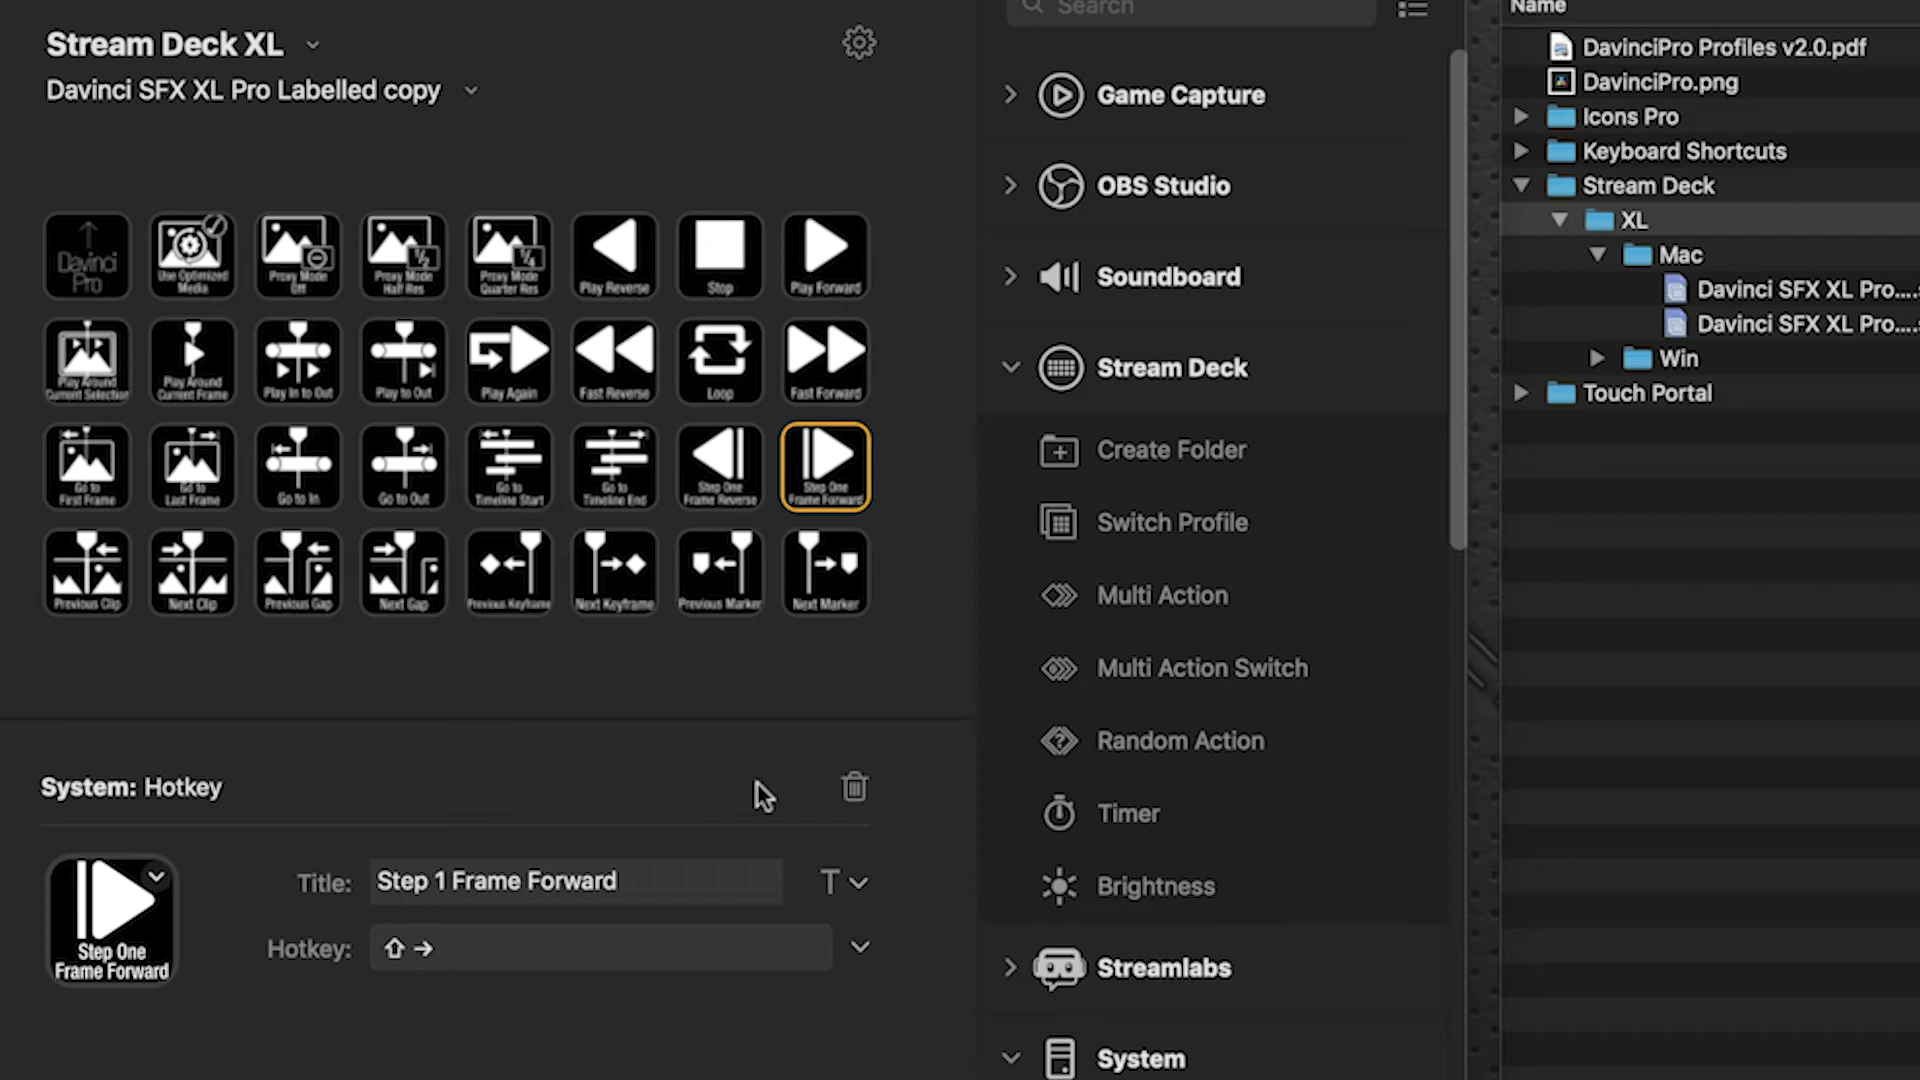 Stream Deck XL
Davinci SFX XL Pro Labelled copy
Davinci
Pro
Use Optimized
Media
Proxy Mode
Off
Proxy Mode
Half Res
1/2
Proxy Mode
Quarter Res
1/4
Play Reverse
Stop
Play Forward
Play Around
Current Selection
Play Around
Current Frame
Play In to Out
Play to Out
Play Again
Fast Reverse
Loop
Fast Forward
Go to
First Frame
Go to
Last Frame
Go to In
Go to Out
Go to
Timeline Start
Go to
Timeline End
Step One
Frame Reverse
Step One
Frame Forward
Previous Clip
Next Clip
Previous Gap
Next Gap
Previous Keyframe
Next Keyframe
Previous Marker
Next Marker
System: Hotkey
Step One
Frame Forward
Title: Step 1 Frame Forward T
Hotkey: ⇧ →
Search
Game Capture
OBS Studio
Soundboard
Stream Deck
Create Folder
Switch Profile
Multi Action
Multi Action Switch
Random Action
Timer
Brightness
Streamlabs
System
Name
DavinciPro Profiles v2.0.pdf
DavinciPro.png
Icons Pro
Keyboard Shortcuts
Stream Deck
XL
Mac
Davinci SFX XL Pro....s
Davinci SFX XL Pro....s
Win
Touch Portal